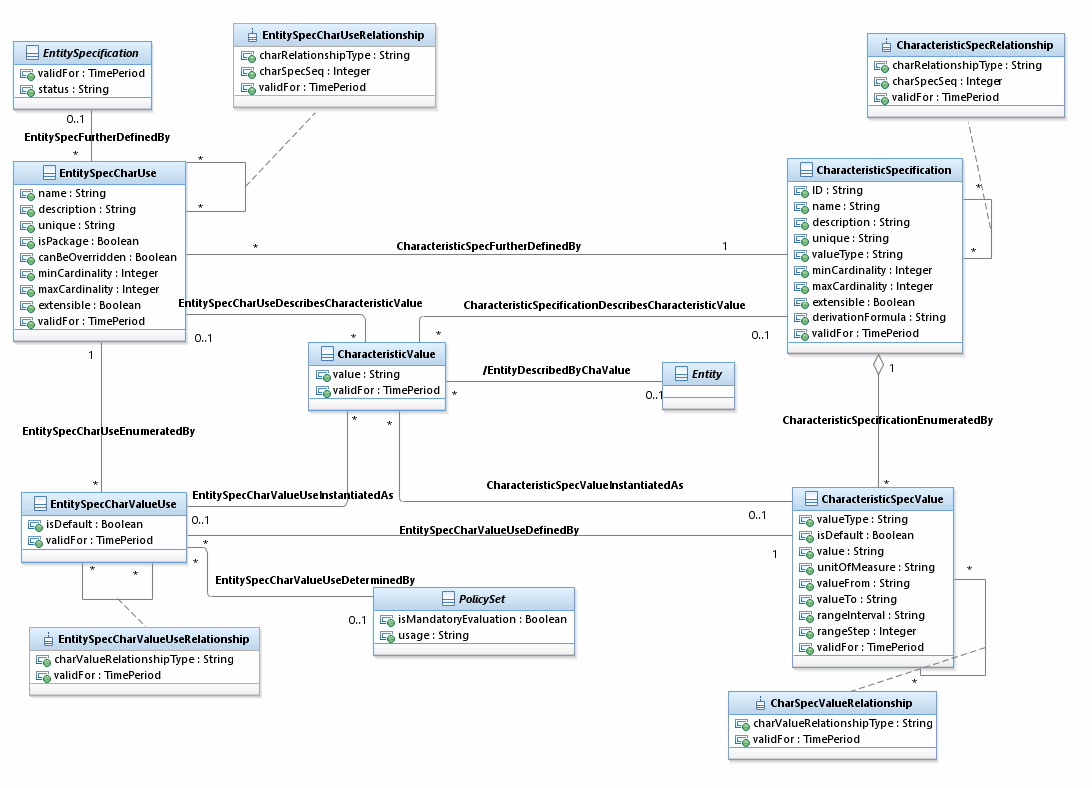 EntitySpecification
validFor : TimePeriod
status : String
EntitySpecCharUseRelationship
charRelationshipType : String
charSpecSeq : Integer
validFor : TimePeriod
CharacteristicSpecRelationship
charRelationshipType : String
charSpecSeq : Integer
validFor : TimePeriod
0..1
EntitySpecFurtherDefinedBy
*
EntitySpecCharUse
name : String
description : String
unique : String
isPackage : Boolean
canBeOverridden : Boolean
minCardinality : Integer
maxCardinality : Integer
extensible : Boolean
validFor : TimePeriod
*
*
*
CharacteristicSpecFurtherDefinedBy
1
CharacteristicSpecification
ID : String
name : String
description : String
unique : String
valueType : String
minCardinality : Integer
maxCardinality : Integer
extensible : Boolean
derivationFormula : String
validFor : TimePeriod
*
*
EntitySpecCharUseDescribesCharacteristicValue
0..1
*
CharacteristicSpecificationDescribesCharacteristicValue
*
0..1
CharacteristicValue
value : String
validFor : TimePeriod
/EntityDescribedByChaValue
*
0..1
Entity
1
EntitySpecCharUseEnumeratedBy
*
1
CharacteristicSpecificationEnumeratedBy
*
*
*
EntitySpecCharValueUseInstantiatedAs
0..1
CharacteristicSpecValueInstantiatedAs
0..1
EntitySpecCharValueUse
isDefault : Boolean
validFor : TimePeriod
EntitySpecCharValueUseDefinedBy
*
1
*
EntitySpecCharValueUseDeterminedBy
0..1
PolicySet
isMandatoryEvaluation : Boolean
usage : String
*
*
EntitySpecCharValueUseRelationship
charValueRelationshipType : String
validFor : TimePeriod
CharacteristicSpecValue
valueType : String
isDefault : Boolean
value : String
unitOfMeasure : String
valueFrom : String
valueTo : String
rangeInterval : String
rangeStep : Integer
validFor : TimePeriod
*
*
CharSpecValueRelationship
charValueRelationshipType : String
validFor : TimePeriod